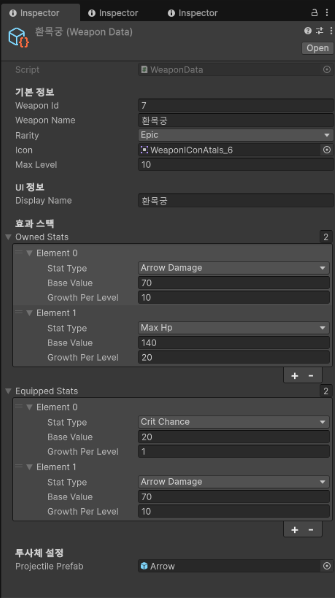 Inspector Inspector Inspector
환목궁 (Weapon Data)
Open
Script WeaponData
기본 정보
Weapon Id 7
Weapon Name 환목궁
Rarity Epic
Icon WeaponIConAtals_6
Max Level 10
UI 정보
Display Name 환목궁
효과 스택
Owned Stats 2
Element 0
Stat Type Arrow Damage
Base Value 70
Growth Per Level 10
Element 1
Stat Type Max Hp
Base Value 140
Growth Per Level 20
+ -
Equipped Stats 2
Element 0
Stat Type Crit Chance
Base Value 20
Growth Per Level 1
Element 1
Stat Type Arrow Damage
Base Value 70
Growth Per Level 10
+ -
투사체 설정
Projectile Prefab Arrow